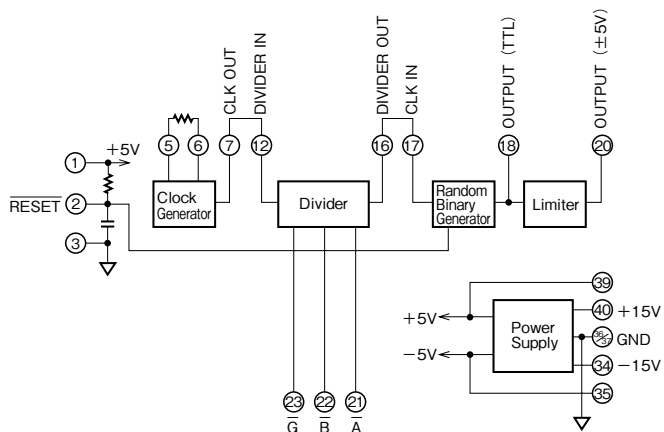 CLK OUT
DIVIDER IN
DIVIDER OUT
CLK IN
OUTPUT (TTL)
OUTPUT (±5V)
5
6
7
12
16
17
18
20
1
+5V
RESET
2
3
Clock
Generator
Divider
Random
Binary
Generator
Limiter
39
+5V
40
+15V
Power
Supply
36/37
GND
−5V
34
−15V
35
23
22
21
G
B
A